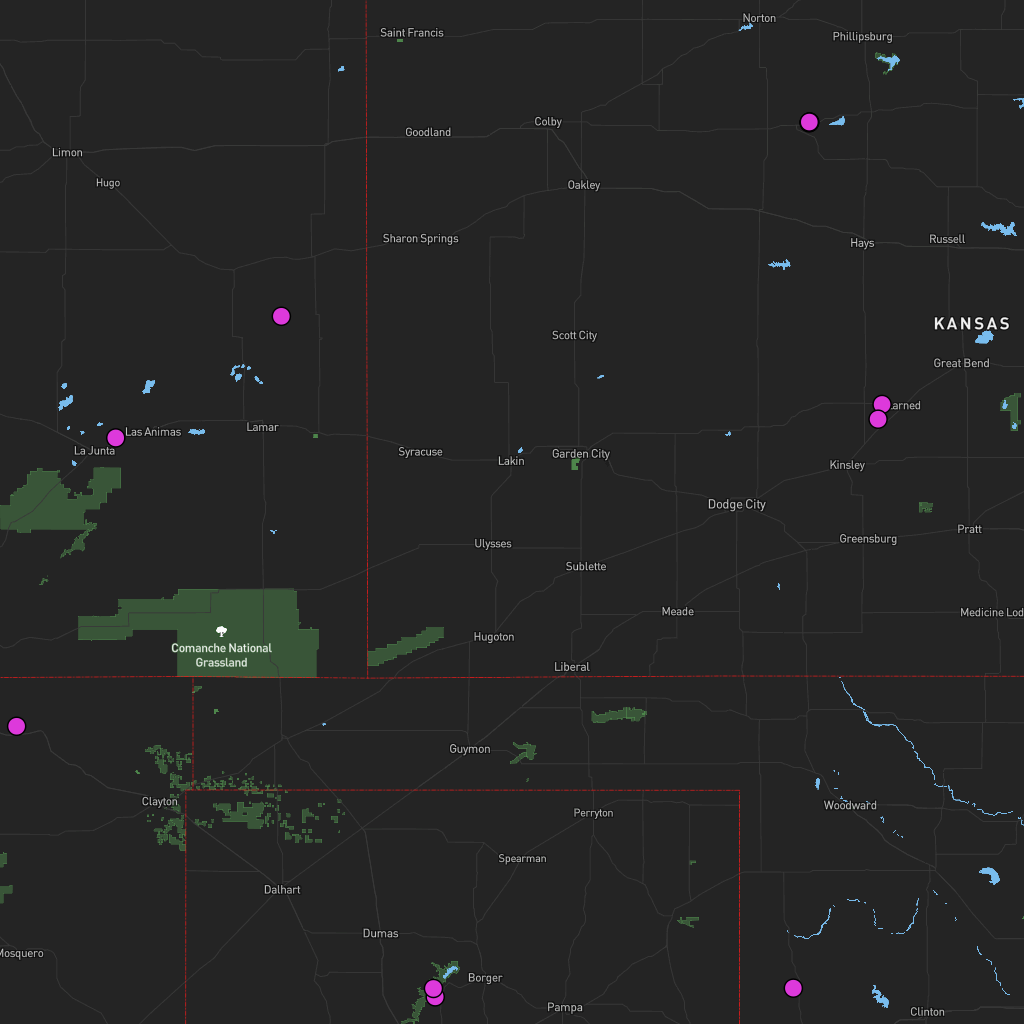 Norton
Saint Francis
Phillipsburg
Colby
Goodland
Limon
Hugo
Oakley
Sharon Springs
Hays
Russell
KANSAS
Scott City
Great Bend
arned
Las Animas
Lamar
La Junta
Syracuse
Lakin
Garden City
Kinsley
Dodge City
Pratt
Greensburg
Ulysses
Sublette
Meade
Medicine Lod
Hugoton
Comanche National
Grassland
Liberal
Guymon
Clayton
Woodward
Perryton
Spearman
Dalhart
Dumas
Mosquero
Borger
Pampa
Clinton